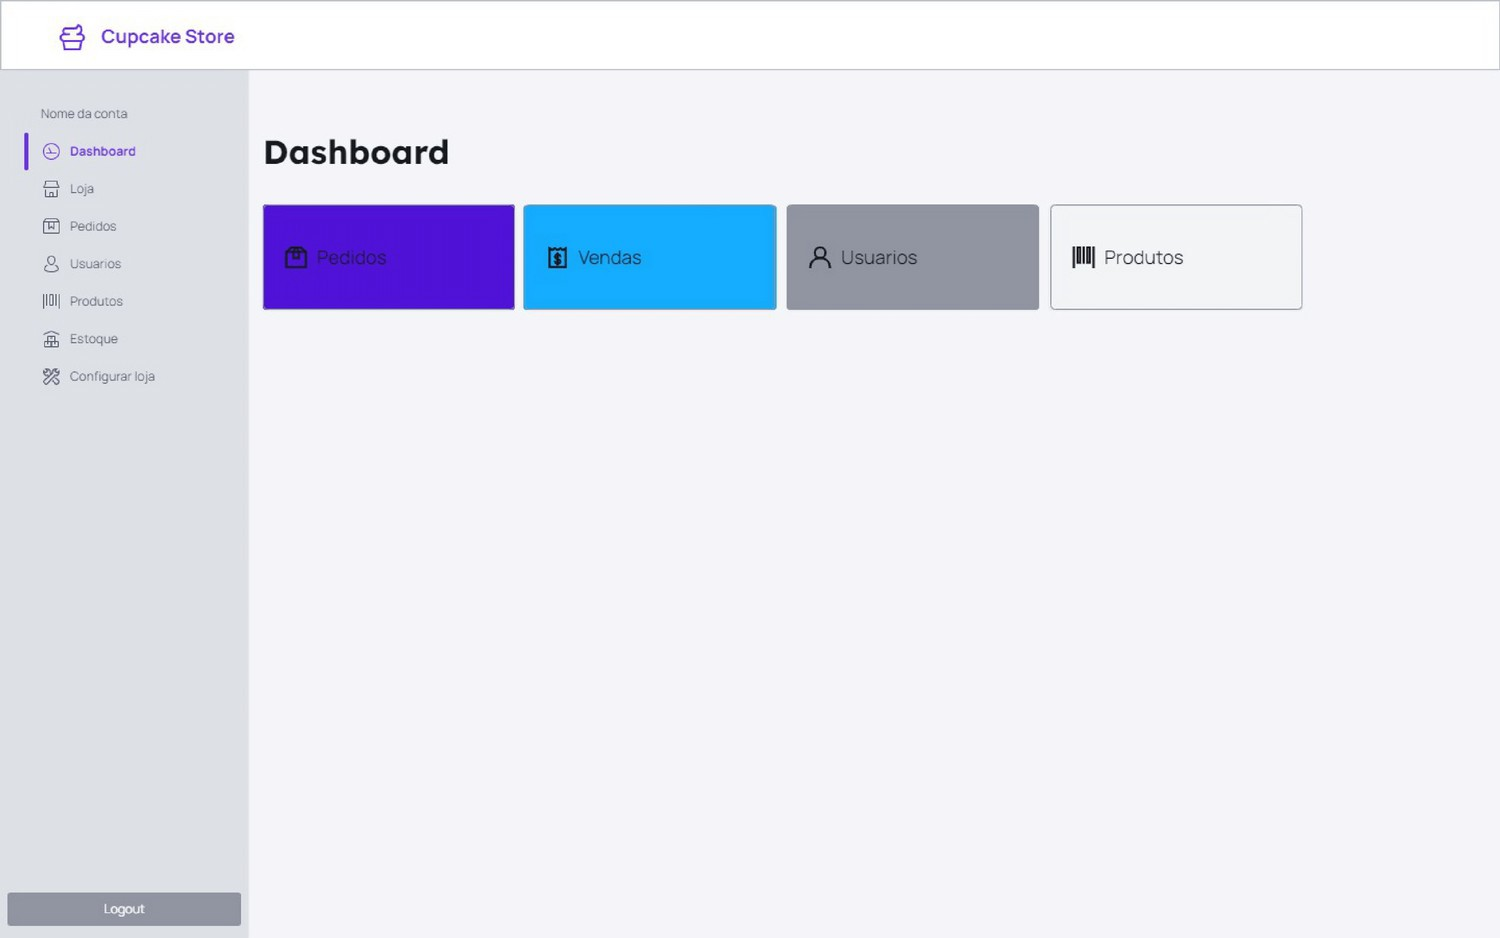 Cupcake Store
Nome da conta
Dashboard
Loja
Pedidos
Usuarios
Produtos
Estoque
Configurar loja
Logout
Dashboard
Pedidos
Vendas
Usuarios
Produtos